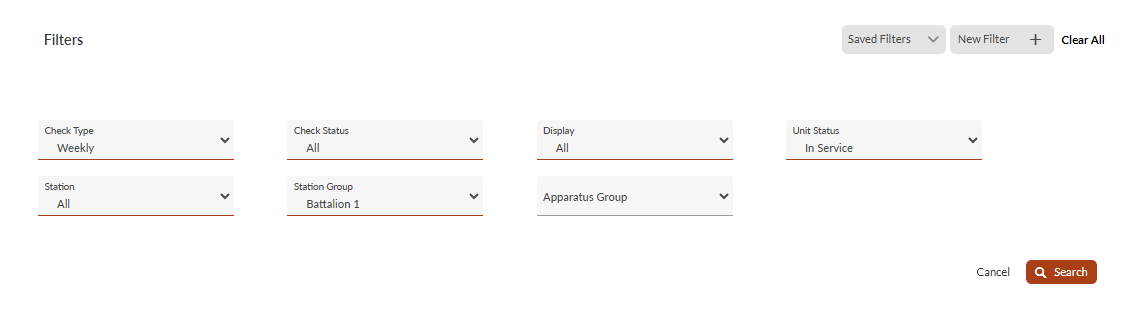 Filters
Saved Filters
New Filter
Clear All
Check Type
Weekly
Check Status
All
Display
All
Unit Status
In Service
Station
All
Station Group
Battalion 1
Apparatus Group
Cancel
Search